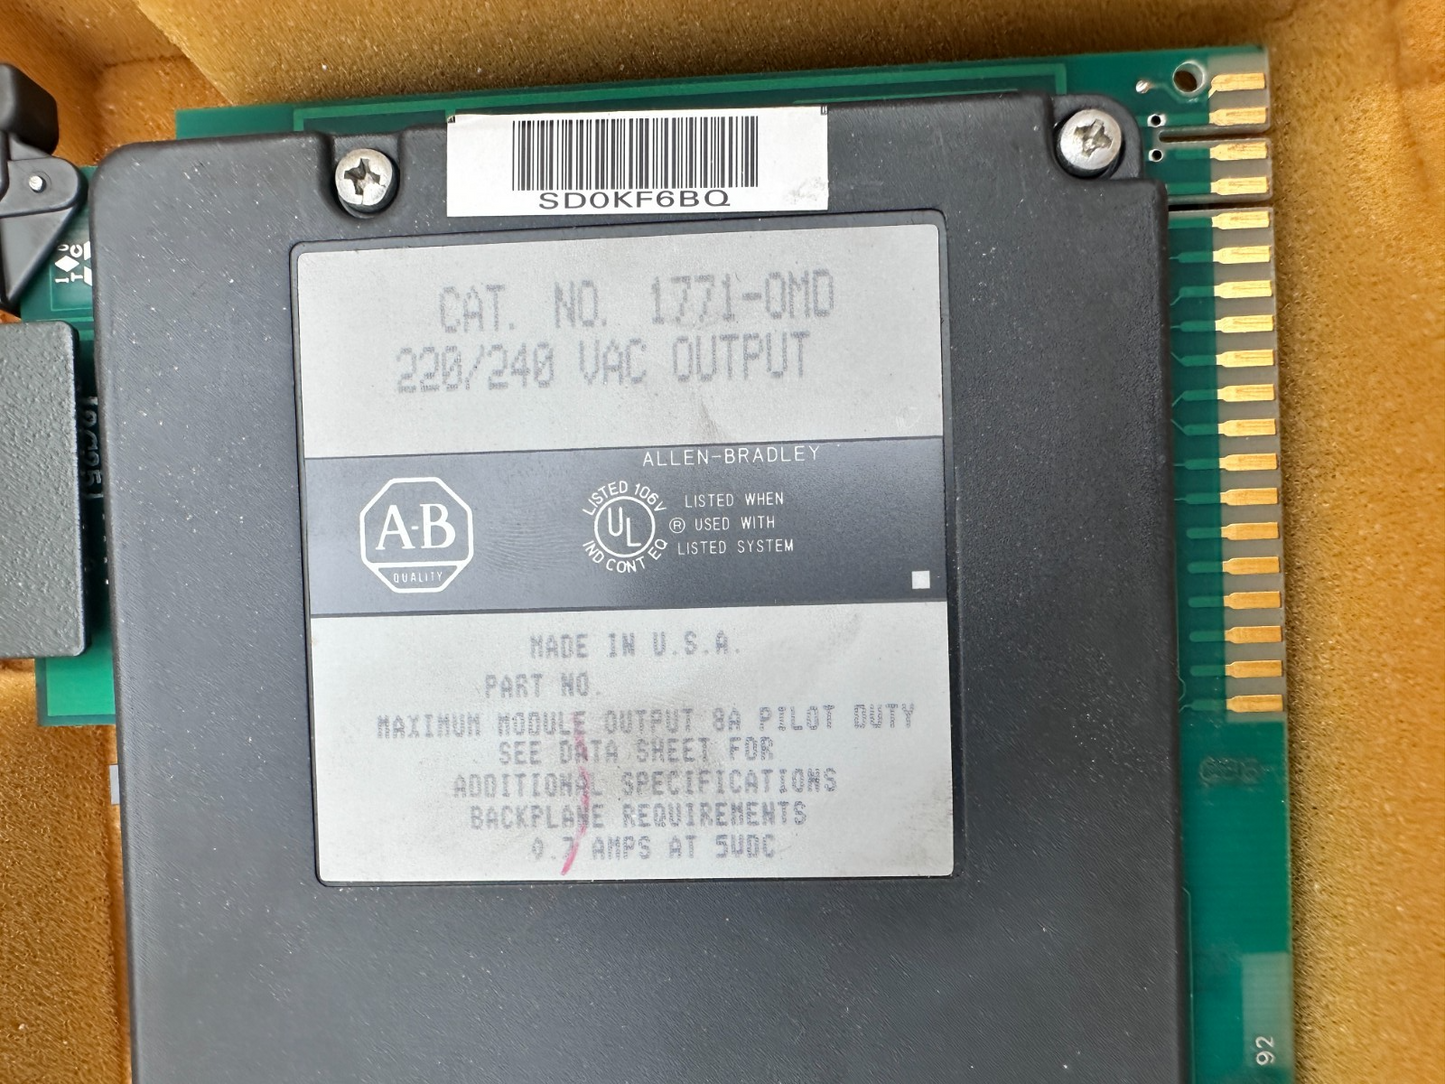 SD0KF6BQ
CAT. NO. 1771-OMD
220/240 VAC OUTPUT
ALLEN-BRADLEY
A-B
QUALITY
LISTED 106V
UL
IND CONT EQ
®
LISTED WHEN
USED WITH
LISTED SYSTEM
MADE IN U.S.A.
PART NO.
MAXIMUM MODULE OUTPUT 8A PILOT DUTY
SEE DATA SHEET FOR
ADDITIONAL SPECIFICATIONS
BACKPLANE REQUIREMENTS
0.7 AMPS AT 5VDC
92